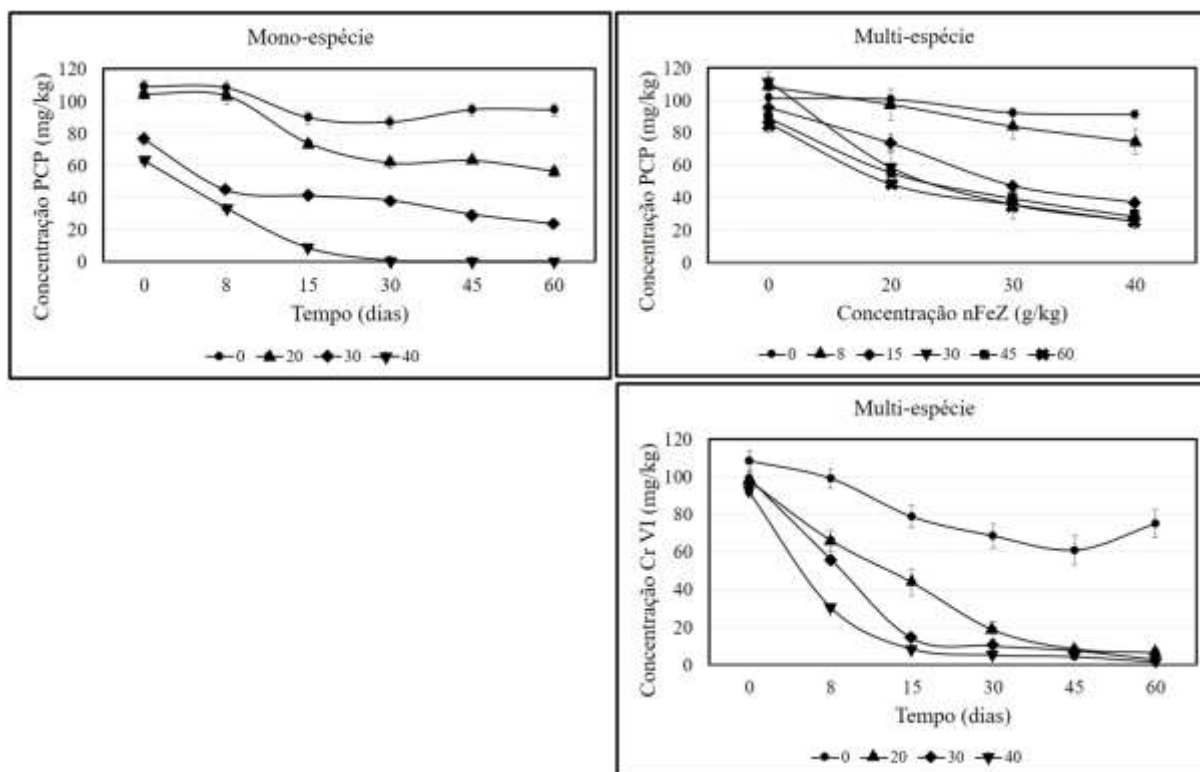 Mono-espécie
Concentração PCP (mg/kg)
120
100
80
60
40
20
0
0 8 15 30 45 60
Tempo (dias)
0 20 30 40
Multi-espécie
Concentração PCP (mg/kg)
120
100
80
60
40
20
0
0 20 30 40
Concentração nFeZ (g/kg)
0 8 15 30 45 60
Multi-espécie
Concentração Cr VI (mg/kg)
120
100
80
60
40
20
0
0 8 15 30 45 60
Tempo (dias)
0 20 30 40